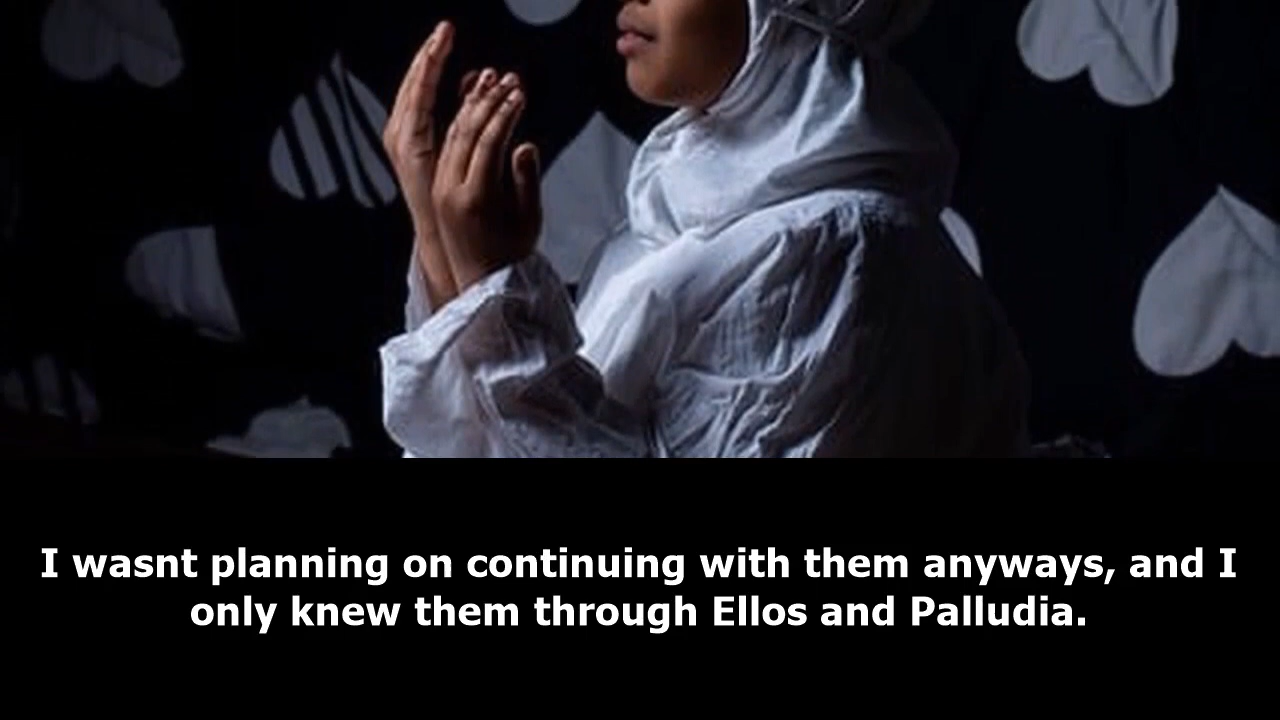 I wasnt planning on continuing with them anyways, and I
only knew them through Ellos and Palludia.